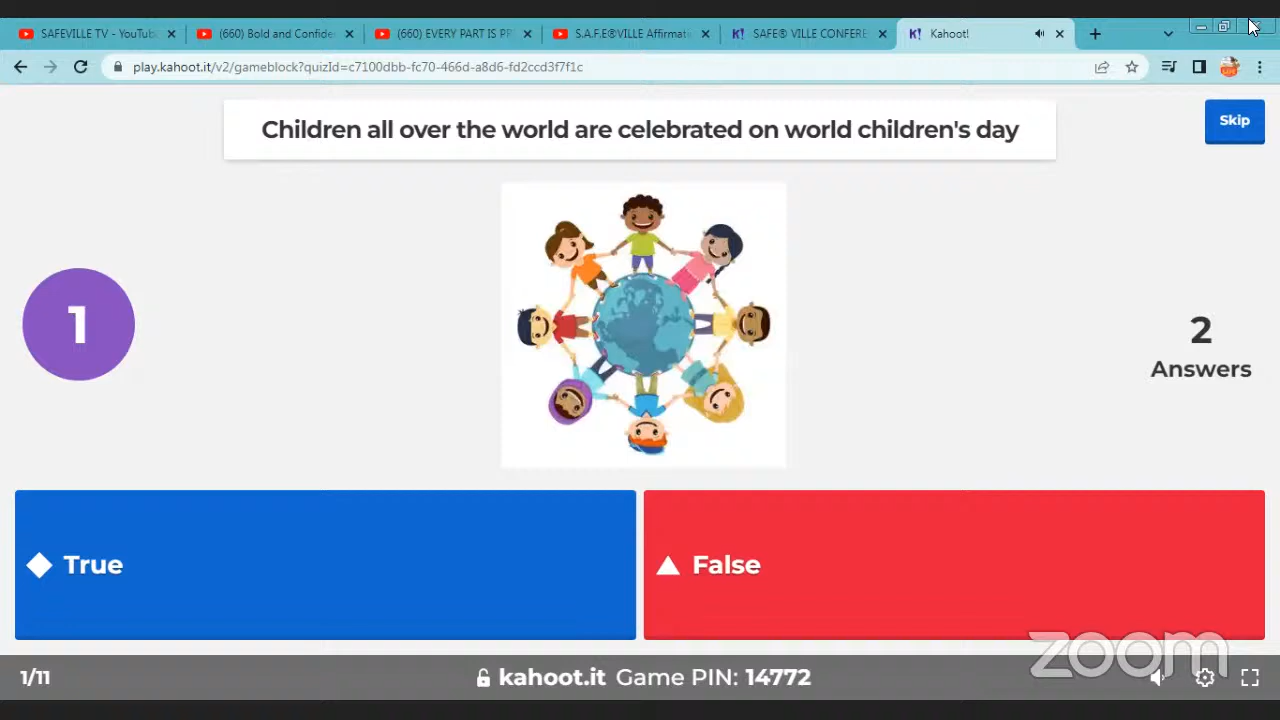 SAFEVILLE TV - YouTub
(660) Bold and Confide
(660) EVERY PART IS PR
S.A.F.E®VILLE Affirmati
K! SAFE® VILLE CONFERE
K! Kahoot!
play.kahoot.it/v2/gameblock?quizId=c7100dbb-fc70-466d-a8d6-fd2ccd3f7f1c
Children all over the world are celebrated on world children's day
Skip
1
2
Answers
True
False
zoom
1/11
kahoot.it Game PIN: 14772